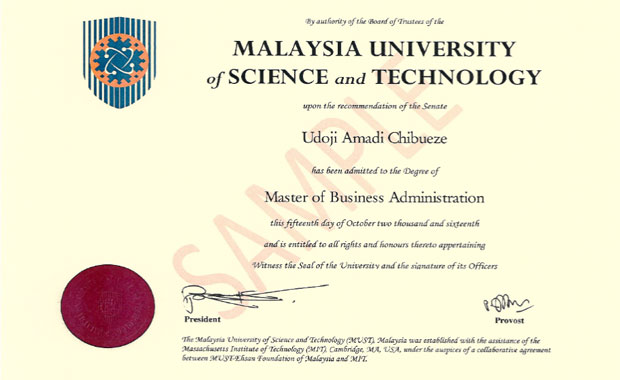 By authority of the Board of Trustees of the
MALAYSIA UNIVERSITY
of SCIENCE and TECHNOLOGY
upon the recommendation of the Senate
Udoji Amadi Chibueze
has been admitted to the Degree of
Master of Business Administration
this fifteenth day of October two thousand and sixteenth
and is entitled to all rights and honours thereto appertaining
Witness the Seal of the University and the signature of its Officers
SAMPLE
President
Provost
The Malaysia University of Science and Technology (MUST), Malaysia was established with the assistance of the
Massachusetts Institute of Technology (MIT), Cambridge, MA, USA, under the auspices of a collaborative agreement
between MUST-Ehsan Foundation of Malaysia and MIT.